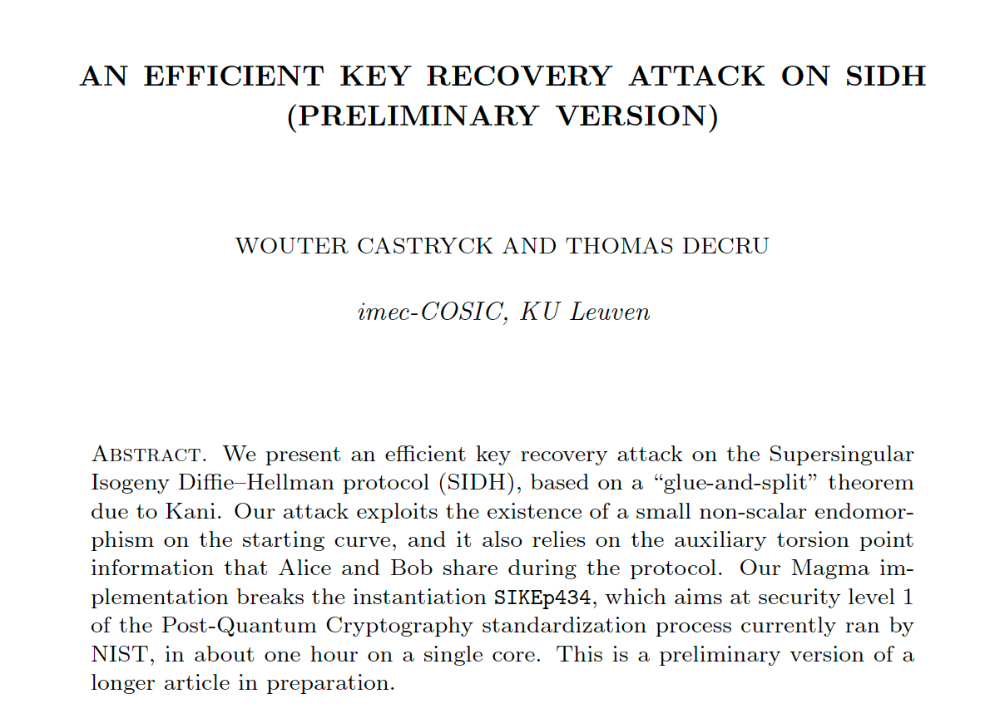 AN EFFICIENT KEY RECOVERY ATTACK ON SIDH
(PRELIMINARY VERSION)
WOUTER CASTRYCK AND THOMAS DECRU
imec-COSIC, KU Leuven
Abstract. We present an efficient key recovery attack on the Supersingular
Isogeny Diffie–Hellman protocol (SIDH), based on a “glue-and-split” theorem
due to Kani. Our attack exploits the existence of a small non-scalar endomor-
phism on the starting curve, and it also relies on the auxiliary torsion point
information that Alice and Bob share during the protocol. Our Magma im-
plementation breaks the instantiation SIKEp434, which aims at security level 1
of the Post-Quantum Cryptography standardization process currently ran by
NIST, in about one hour on a single core. This is a preliminary version of a
longer article in preparation.